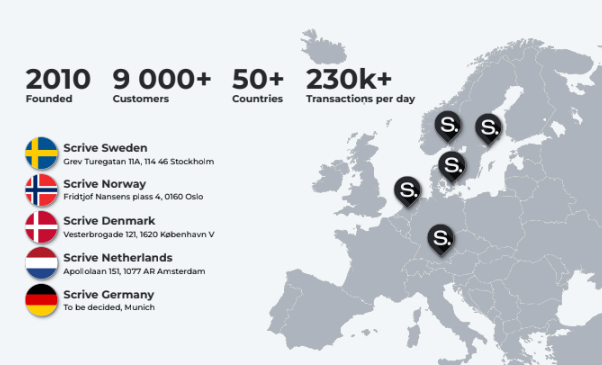 2010 9 000+ 50+ 230k+
Founded Customers Countries Transactions per day
Scrive Sweden
Grev Turegatan 11A, 114 46 Stockholm
Scrive Norway
Fridtjof Nansens plass 4, 0160 Oslo
Scrive Denmark
Vesterbrogade 121, 1620 København V
Scrive Netherlands
Apollolaan 151, 1077 AR Amsterdam
Scrive Germany
To be decided, Munich
S.
S.
S.
S.
S.